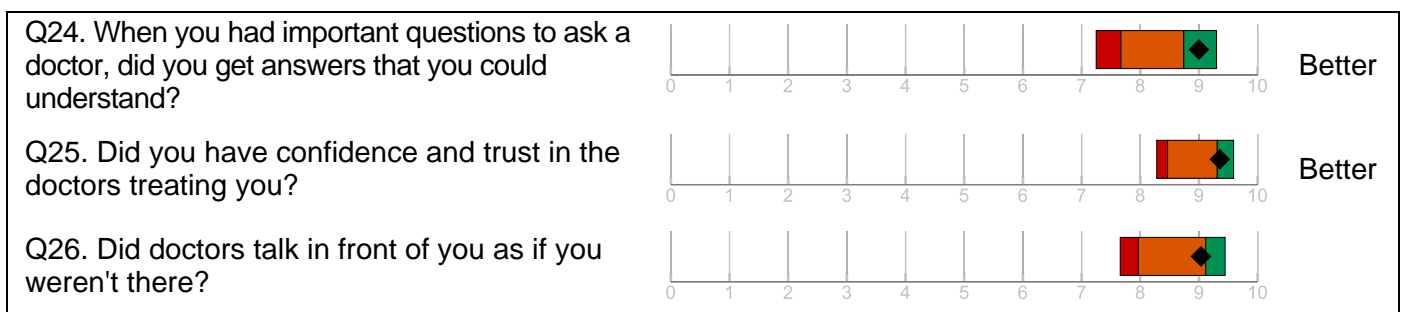 Q24. When you had important questions to ask a
doctor, did you get answers that you could
understand?
0 1 2 3 4 5 6 7 8 9 10
Better
Q25. Did you have confidence and trust in the
doctors treating you?
0 1 2 3 4 5 6 7 8 9 10
Better
Q26. Did doctors talk in front of you as if you
weren't there?
0 1 2 3 4 5 6 7 8 9 10